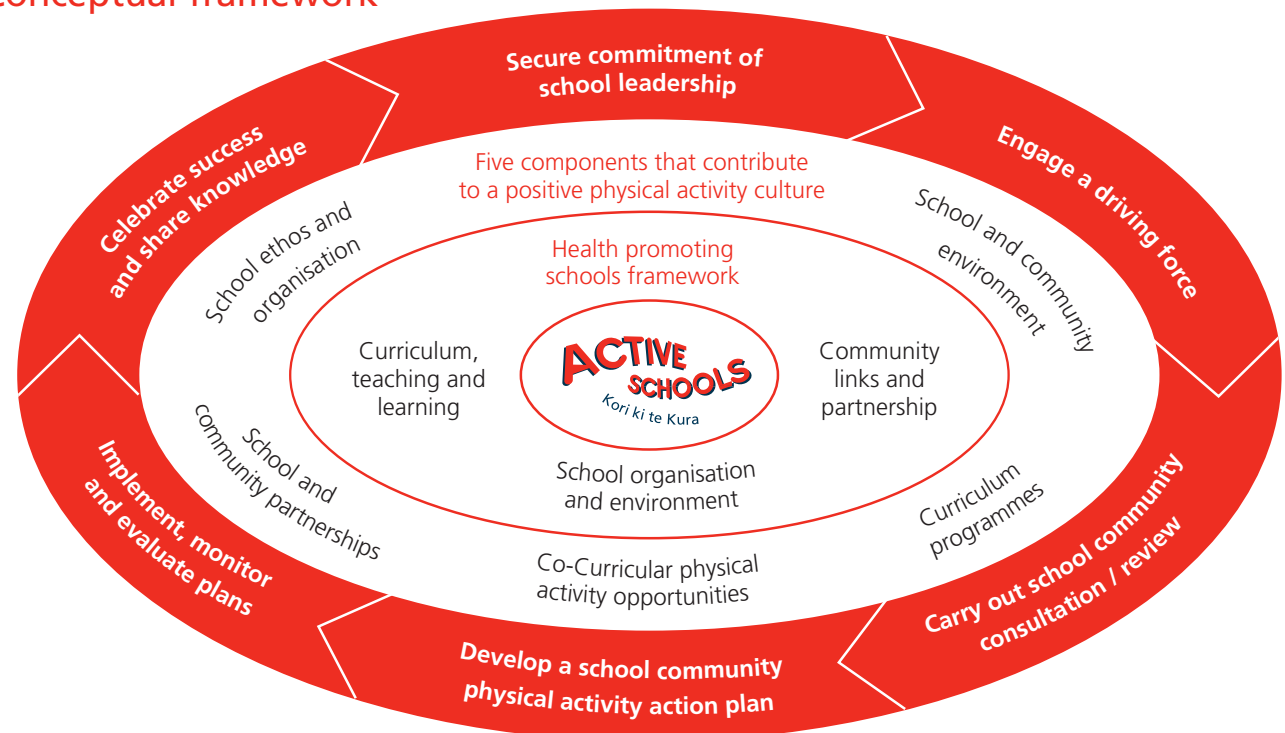 conceptual framework
Secure commitment of
school leadership
Engage a driving force
Carry out school community
consultation / review
Develop a school community
physical activity action plan
Implement, monitor
and evaluate plans
Celebrate success
and share knowledge
Five components that contribute
to a positive physical activity culture
School and community
environment
Curriculum
programmes
Co-Curricular physical
activity opportunities
School and
community partnerships
School ethos and
organisation
Health promoting
schools framework
Curriculum,
teaching and
learning
Community
links and
partnership
School organisation
and environment
ACTIVE
SCHOOLS
Kori ki te Kura